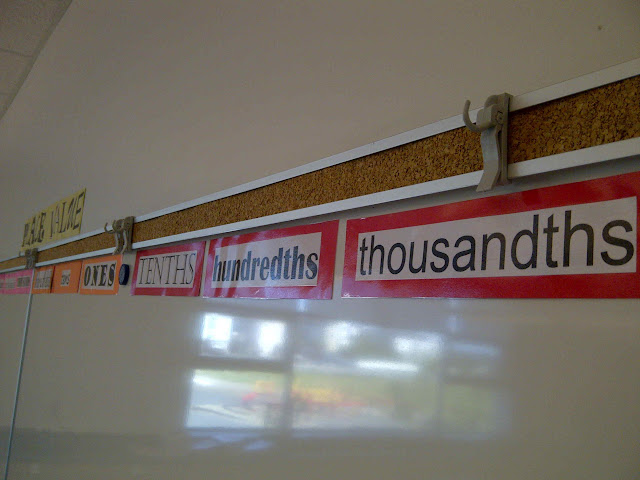 PLACE VALUE
ONES
TENTHS
hundredths
thousandths